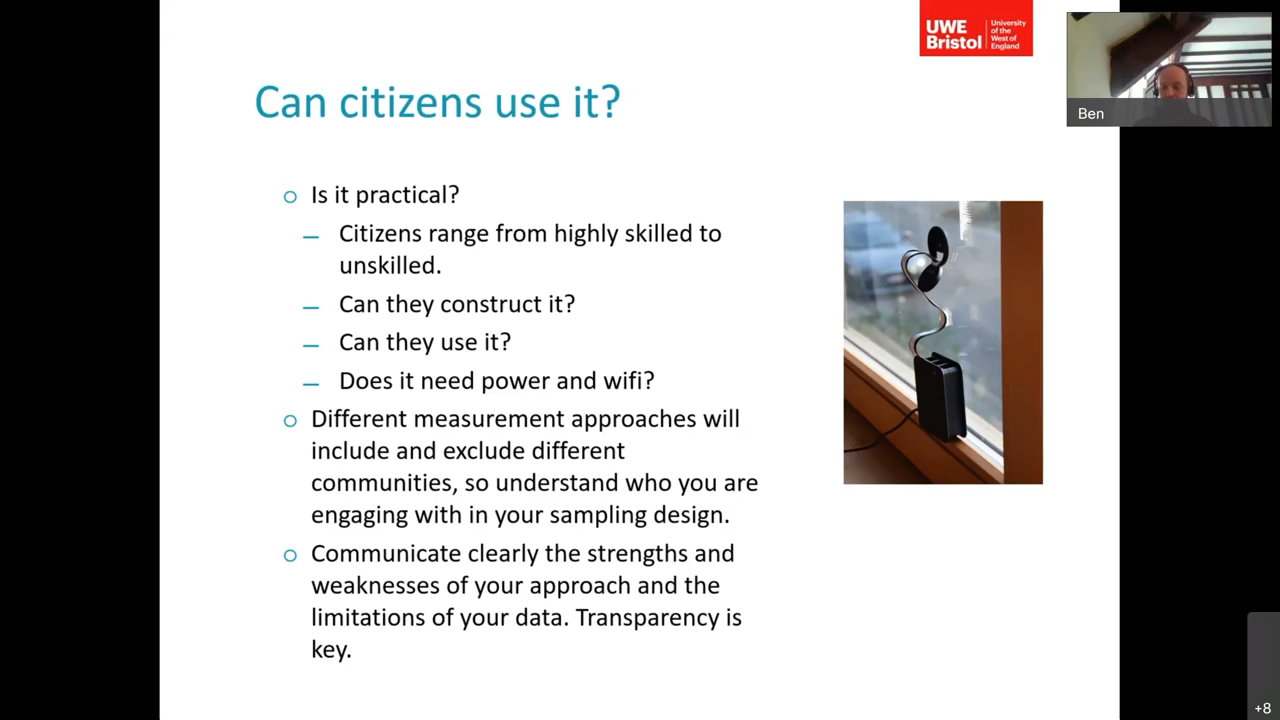 UWE
Bristol
University
of the
West of
England
Ben
Can citizens use it?
Is it practical?
Citizens range from highly skilled to
unskilled.
Can they construct it?
Can they use it?
Does it need power and wifi?
Different measurement approaches will
include and exclude different
communities, so understand who you are
engaging with in your sampling design.
Communicate clearly the strengths and
weaknesses of your approach and the
limitations of your data. Transparency is
key.
+8